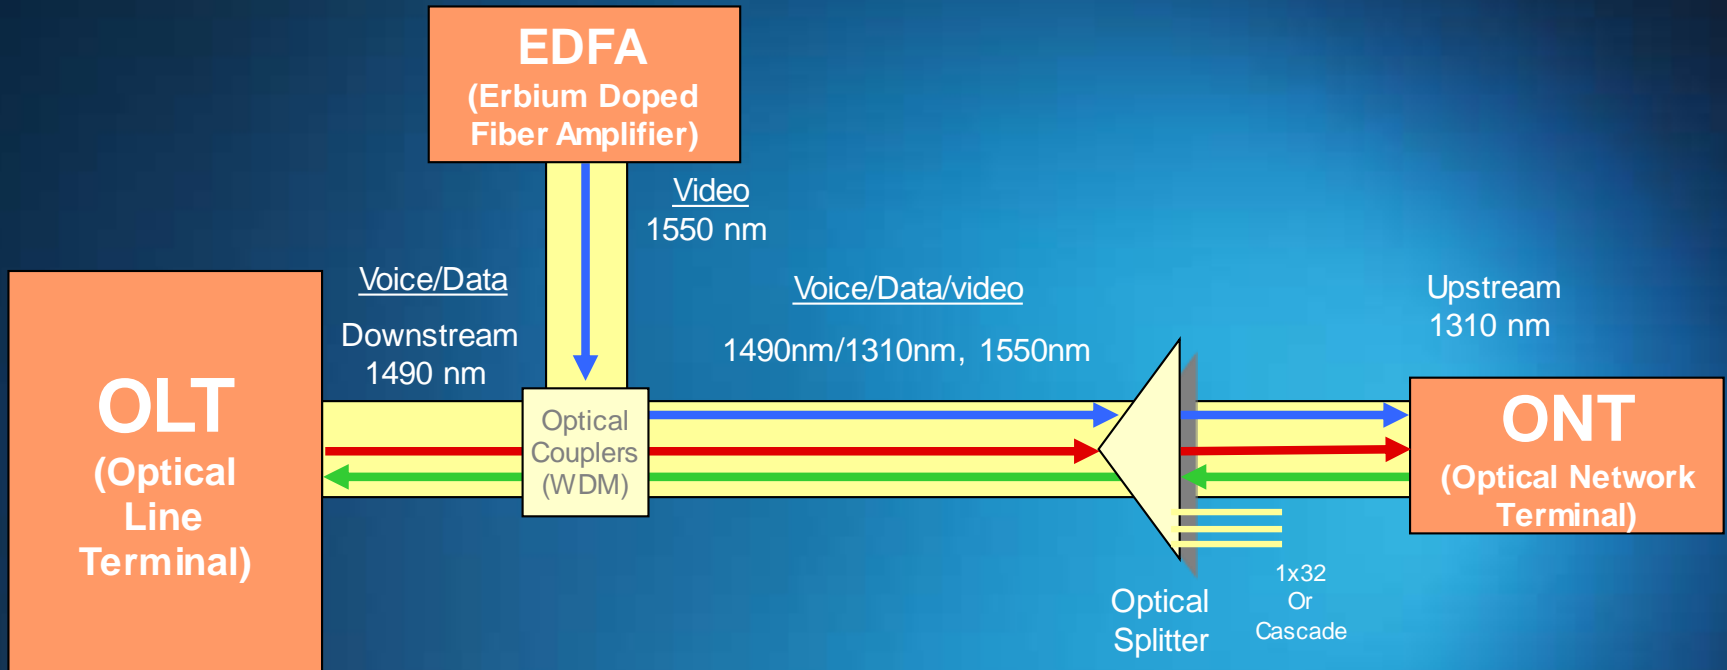 EDFA
(Erbium Doped
Fiber Amplifier)
Video
1550 nm
Voice/Data
Downstream
1490 nm
Voice/Data/video
1490nm/1310nm, 1550nm
Upstream
1310 nm
OLT
(Optical
Line
Terminal)
Optical
Couplers
(WDM)
ONT
(Optical Network
Terminal)
Optical
Splitter
1x32
Or
Cascade